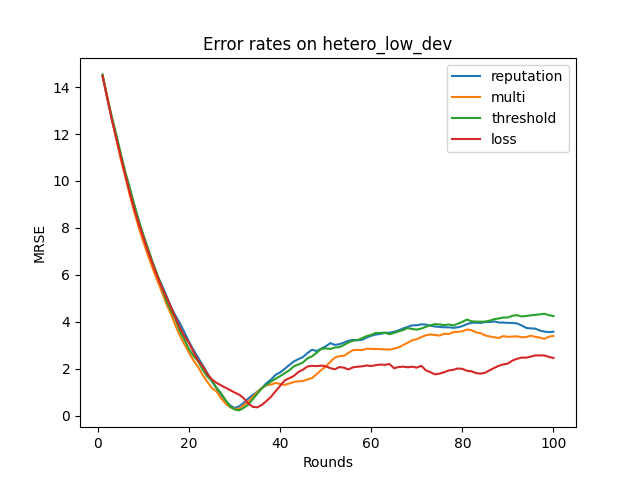 Error rates on hetero_low_dev
reputation
multi
threshold
loss
MRSE
14
12
10
8
6
4
2
0
0 20 40 60 80 100
Rounds